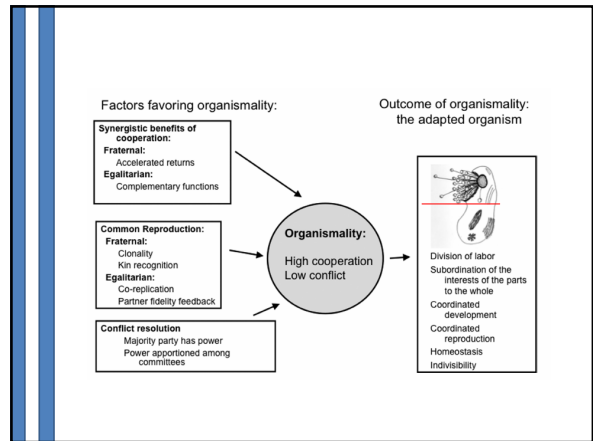 Factors favoring organismality:
Synergistic benefits of
cooperation:
Fraternal:
Accelerated returns
Egalitarian:
Complementary functions
Common Reproduction:
Fraternal:
Clonality
Kin recognition
Egalitarian:
Co-replication
Partner fidelity feedback
Conflict resolution
Majority party has power
Power apportioned among
committees
Organismality:
High cooperation
Low conflict
Outcome of organismality:
the adapted organism
Division of labor
Subordination of the
interests of the parts
to the whole
Coordinated
development
Coordinated
reproduction
Homeostasis
Indivisibility